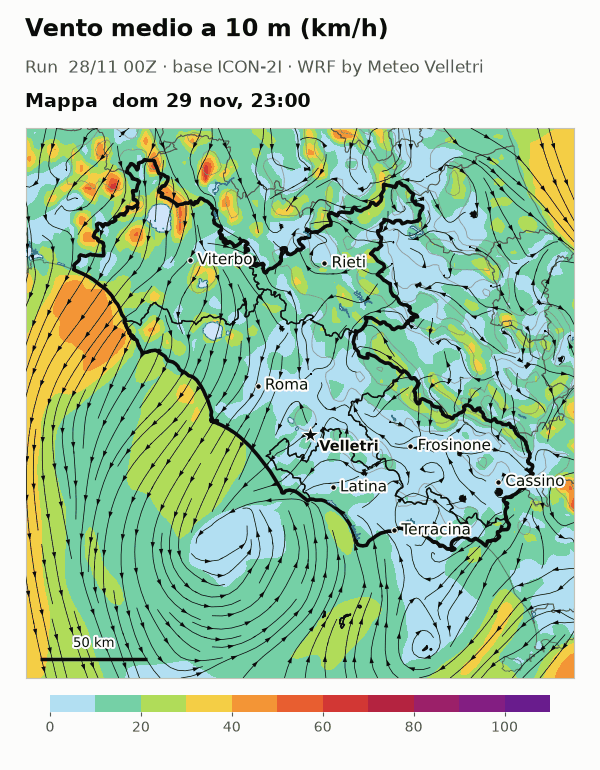 Vento medio a 10 m (km/h)
Run  28/11 00Z · base ICON-2I · WRF by Meteo Velletri
Mappa  dom 29 nov, 23:00
Viterbo
Rieti
Roma
Velletri
Frosinone
Latina
Cassino
Terracina
50 km
0 20 40 60 80 100